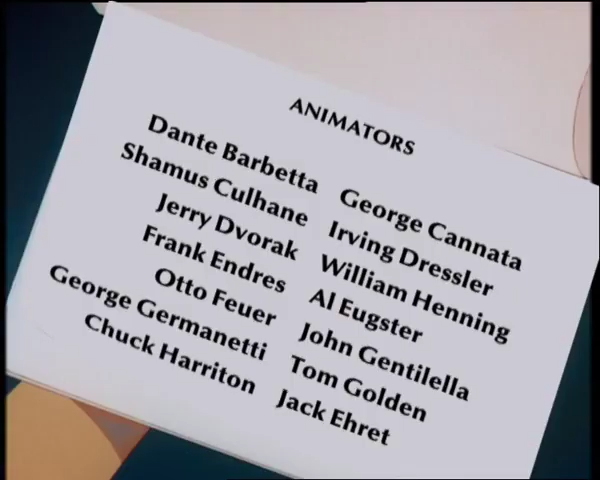 ANIMATORS
Dante Barbetta George Cannata
Shamus Culhane Irving Dressler
Jerry Dvorak William Henning
Frank Endres Al Eugster
Otto Feuer John Gentilella
George Germanetti Tom Golden
Chuck Harriton Jack Ehret